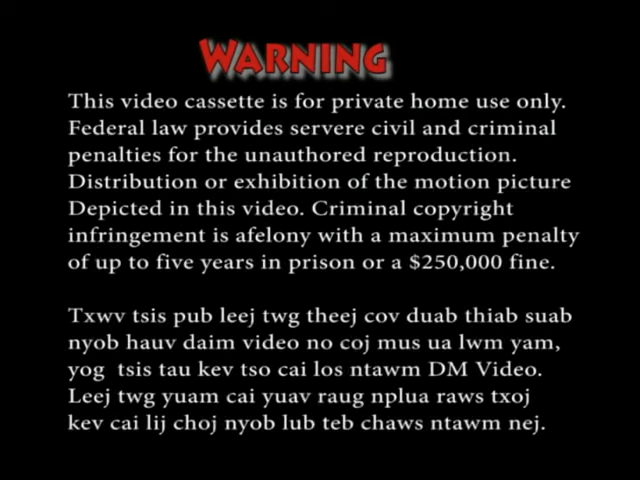 WARNING
This video cassette is for private home use only.
Federal law provides servere civil and criminal
penalties for the unauthored reproduction.
Distribution or exhibition of the motion picture
Depicted in this video. Criminal copyright
infringement is afelony with a maximum penalty
of up to five years in prison or a $250,000 fine.
Txwv tsis pub leej twg theej cov duab thiab suab
nyob hauv daim video no coj mus ua lwm yam,
yog  tsis tau kev tso cai los ntawm DM Video.
Leej twg yuam cai yuav raug nplua raws txoj
kev cai lij choj nyob lub teb chaws ntawm nej.